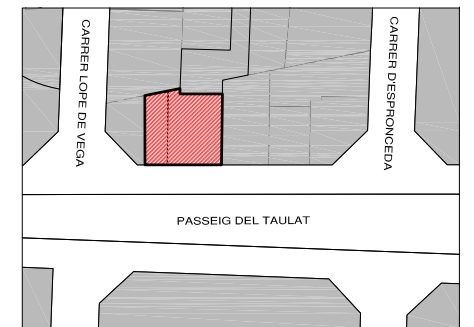 CARRER LOPE DE VEGA
CARRER D'ESPRONCEDA
PASSEIG DEL TAULAT